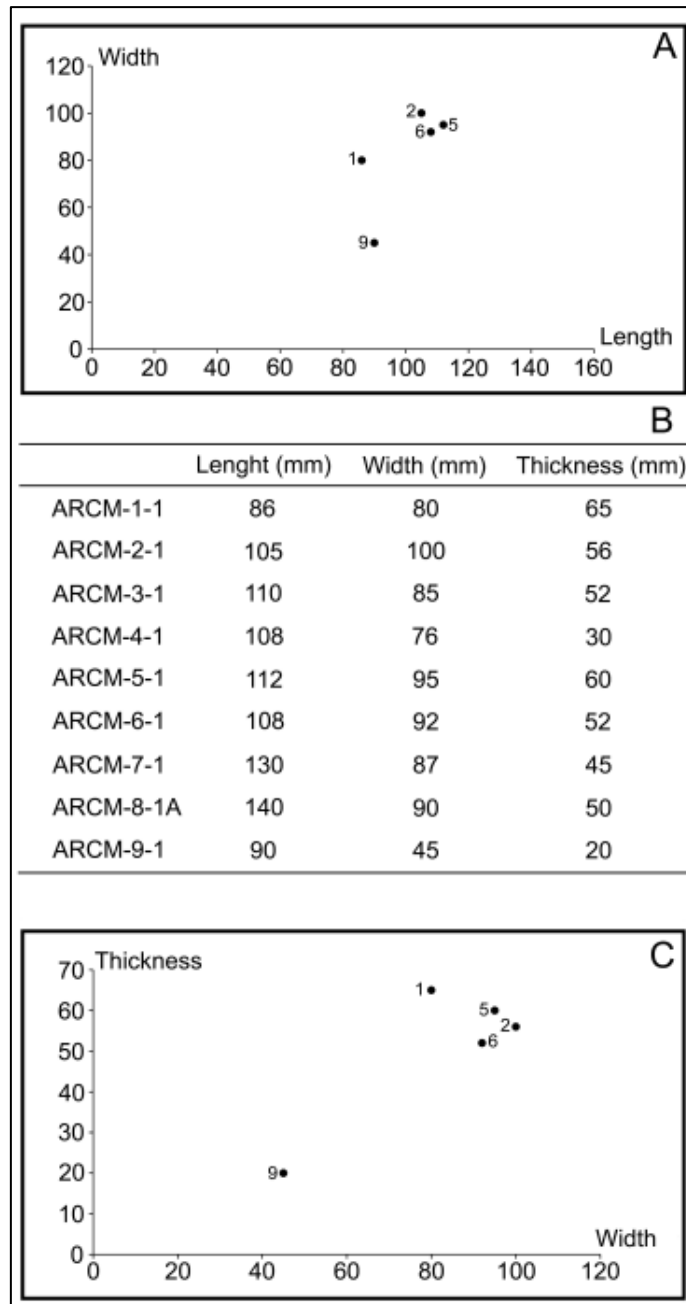 A
Width
120
100
80
60
40
20
0
2
5
6
1
9
Length
0 20 40 60 80 100 120 140 160
B
Lenght (mm) Width (mm) Thickness (mm)
ARCM-1-1 86 80 65
ARCM-2-1 105 100 56
ARCM-3-1 110 85 52
ARCM-4-1 108 76 30
ARCM-5-1 112 95 60
ARCM-6-1 108 92 52
ARCM-7-1 130 87 45
ARCM-8-1A 140 90 50
ARCM-9-1 90 45 20
C
Thickness
70
60
50
40
30
20
10
0
1
5
2
6
9
Width
0 20 40 60 80 100 120